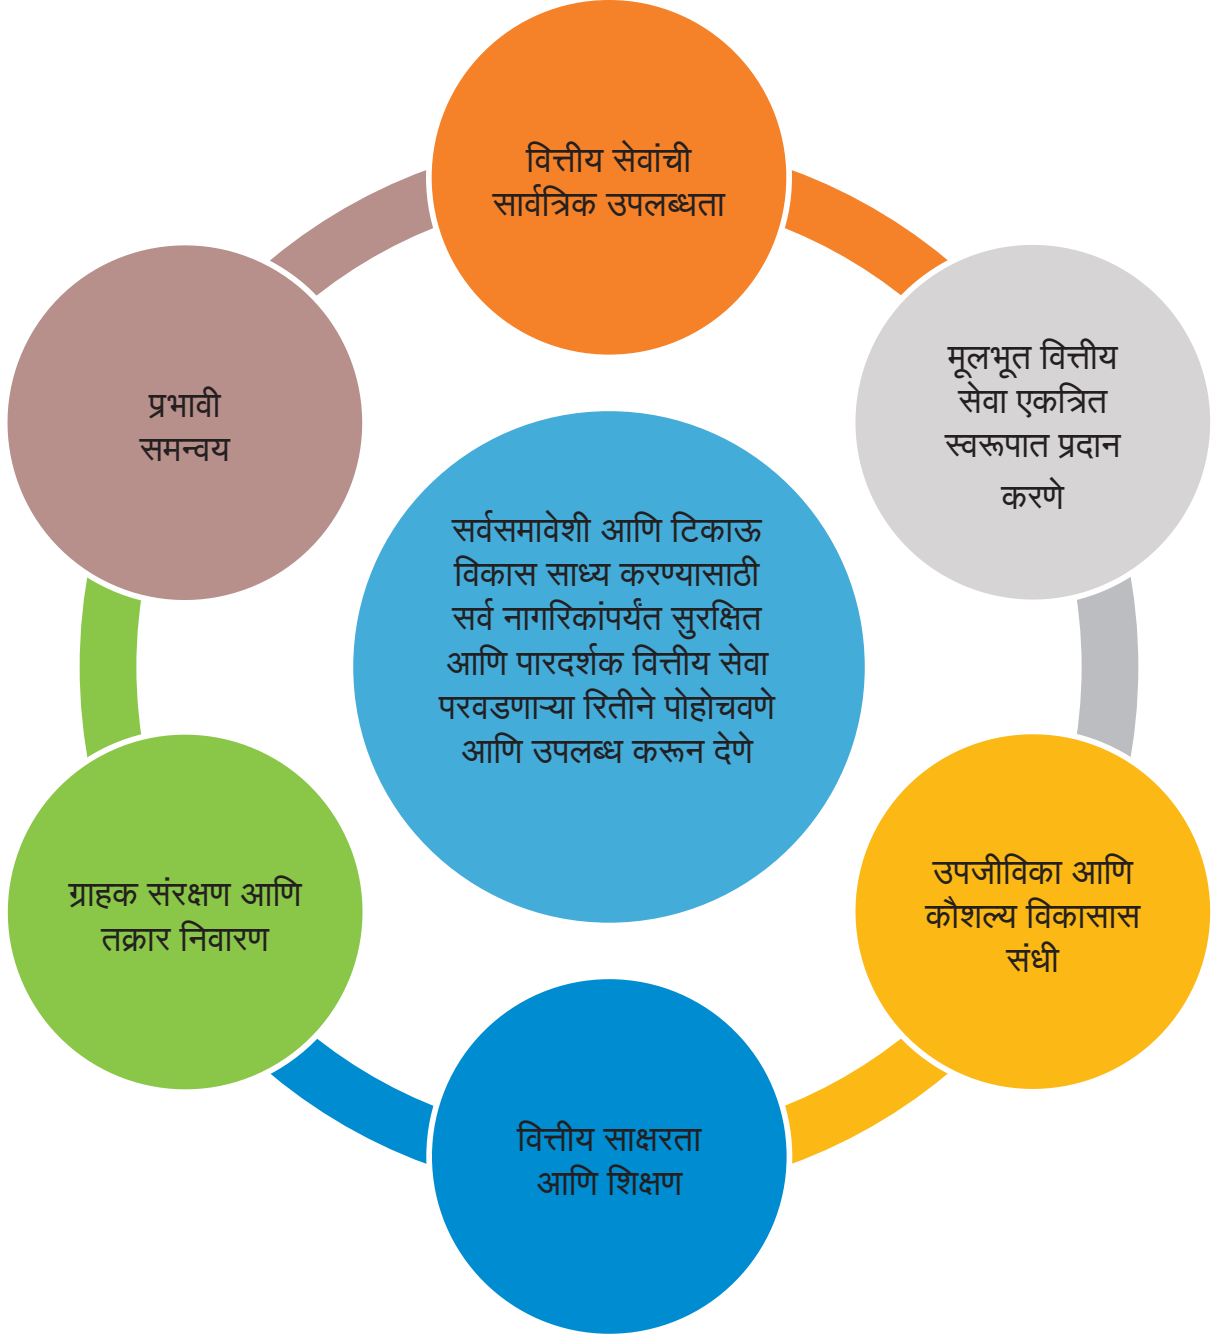 वित्तीय सेवांची
सार्वत्रिक उपलब्धता
मूलभूत वित्तीय
सेवा एकत्रित
स्वरूपात प्रदान
करणे
उपजीविका आणि
कौशल्य विकासास
संधी
वित्तीय साक्षरता
आणि शिक्षण
ग्राहक संरक्षण आणि
तक्रार निवारण
प्रभावी
समन्वय
सर्वसमावेशी आणि टिकाऊ
विकास साध्य करण्यासाठी
सर्व नागरिकांपर्यंत सुरक्षित
आणि पारदर्शक वित्तीय सेवा
परवडणाऱ्या रितीने पोहोचवणे
आणि उपलब्ध करून देणे